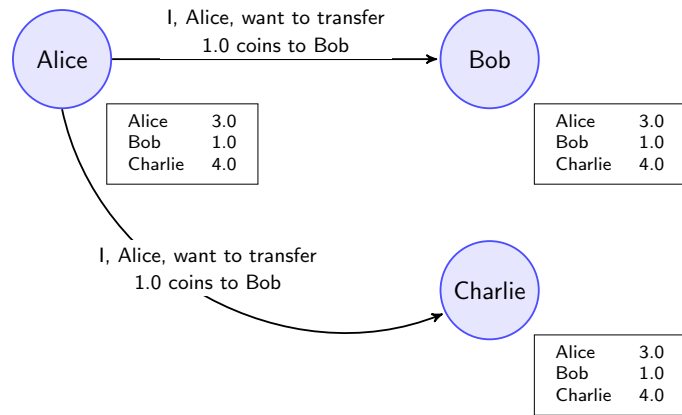 I, Alice, want to transfer
1.0 coins to Bob
Alice
Bob
Alice 3.0
Bob 1.0
Charlie 4.0
Alice 3.0
Bob 1.0
Charlie 4.0
I, Alice, want to transfer
1.0 coins to Bob
Charlie
Alice 3.0
Bob 1.0
Charlie 4.0